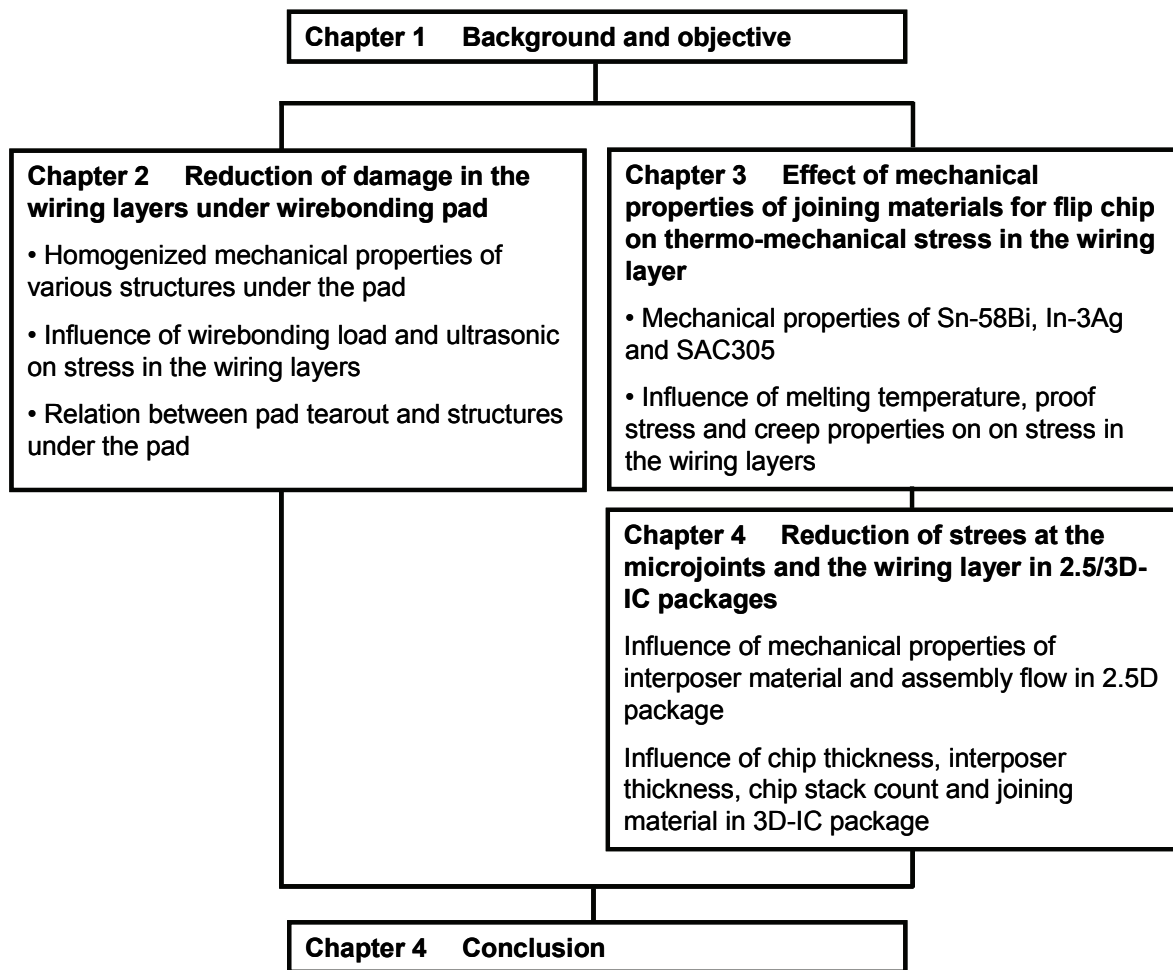 Chapter 1 Background and objective
Chapter 2 Reduction of damage in the
wiring layers under wirebonding pad
• Homogenized mechanical properties of
various structures under the pad
• Influence of wirebonding load and ultrasonic
on stress in the wiring layers
• Relation between pad tearout and structures
under the pad
Chapter 3 Effect of mechanical
properties of joining materials for flip chip
on thermo-mechanical stress in the wiring
layer
• Mechanical properties of Sn-58Bi, In-3Ag
and SAC305
• Influence of melting temperature, proof
stress and creep properties on on stress in
the wiring layers
Chapter 4 Reduction of strees at the
microjoints and the wiring layer in 2.5/3D-
IC packages
Influence of mechanical properties of
interposer material and assembly flow in 2.5D
package
Influence of chip thickness, interposer
thickness, chip stack count and joining
material in 3D-IC package
Chapter 4 Conclusion